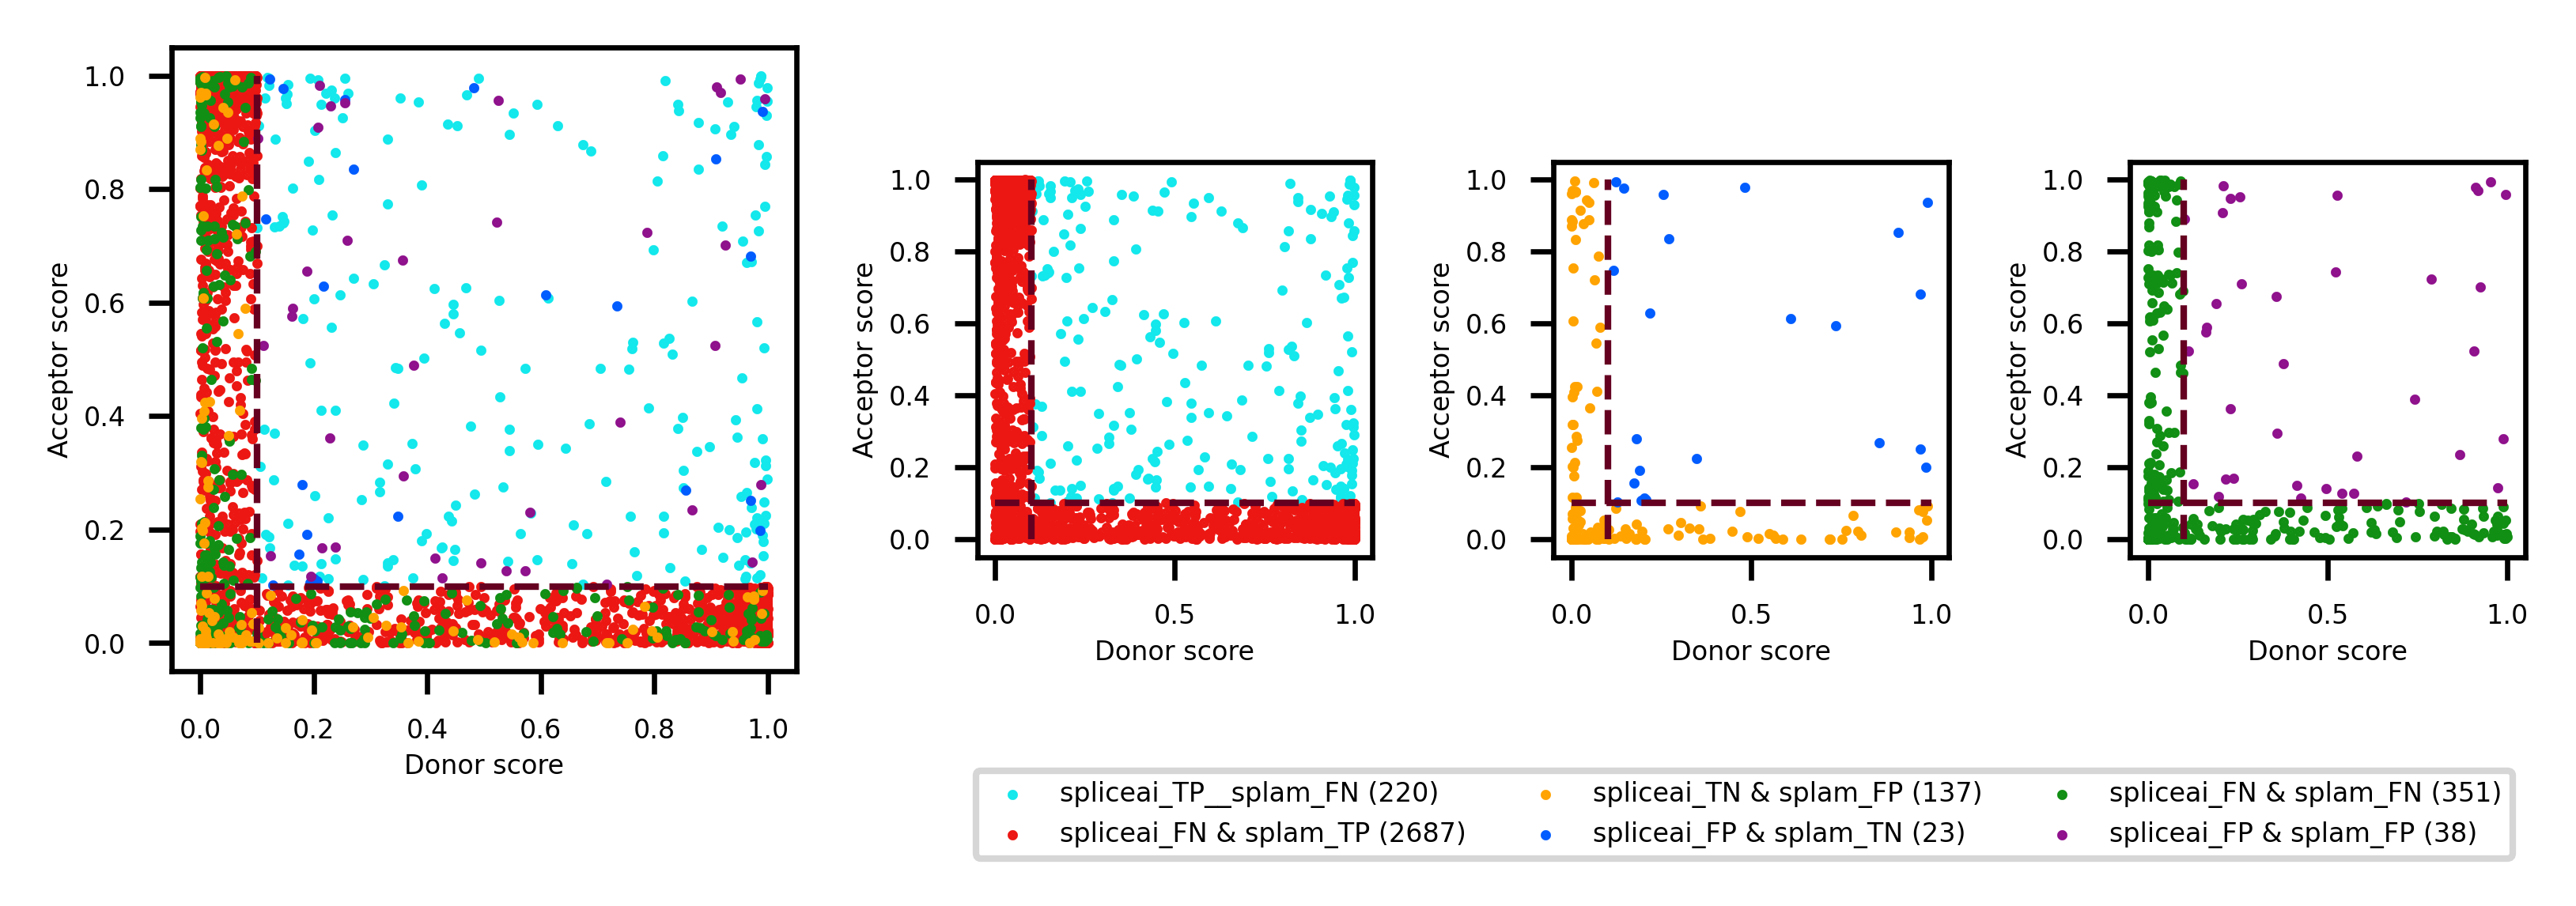 1.0
0.8
0.6
0.4
0.2
0.0
Acceptor score
0.0 0.2 0.4 0.6 0.8 1.0
Donor score
1.0
0.8
0.6
0.4
0.2
0.0
Acceptor score
0.0 0.5 1.0
Donor score
1.0
0.8
0.6
0.4
0.2
0.0
Acceptor score
0.0 0.5 1.0
Donor score
1.0
0.8
0.6
0.4
0.2
0.0
Acceptor score
0.0 0.5 1.0
Donor score
spliceai_TP__splam_FN (220)
spliceai_FN & splam_TP (2687)
spliceai_TN & splam_FP (137)
spliceai_FP & splam_TN (23)
spliceai_FN & splam_FN (351)
spliceai_FP & splam_FP (38)